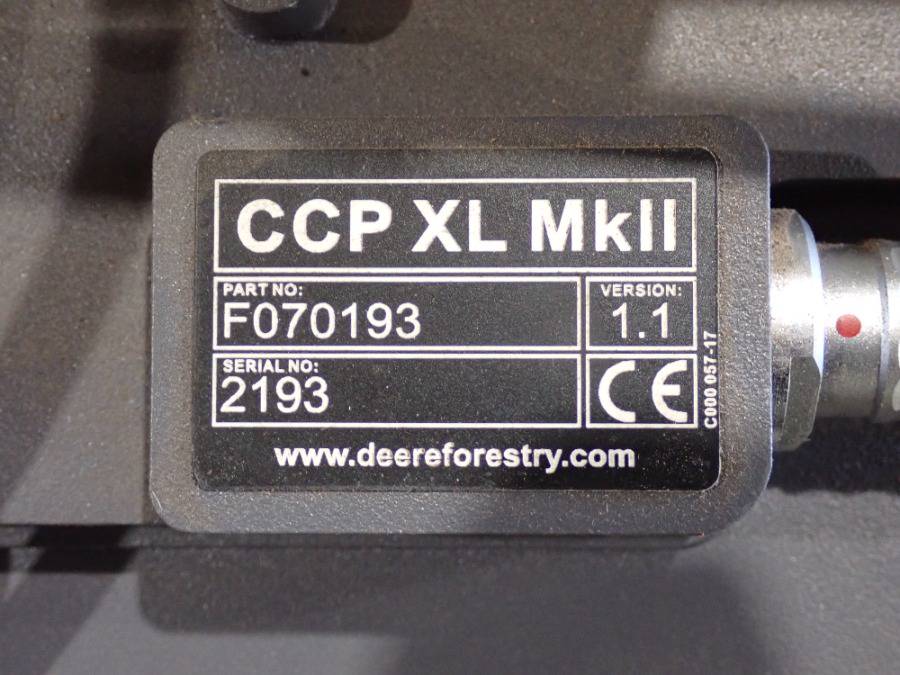 CCP XL MkII
PART NO:
F070193
VERSION:
1.1
SERIAL NO:
2193
CE
C000 057-17
www.deereforestry.com